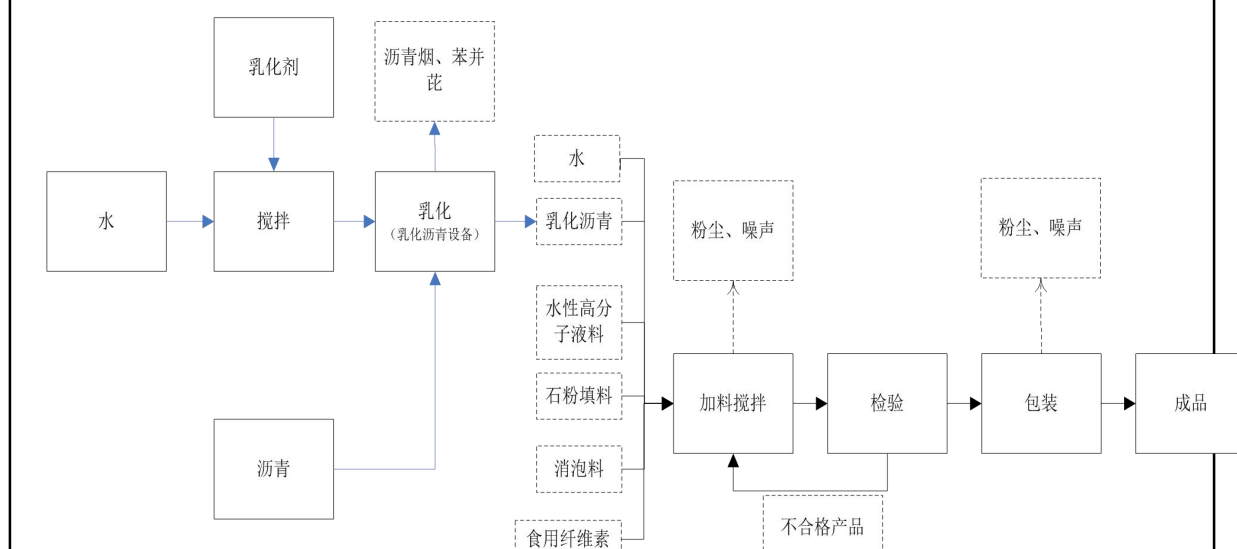 乳化剂
沥青烟、苯并
芘
水
水
搅拌
乳化
（乳化沥青设备）
乳化沥青
粉尘、噪声
粉尘、噪声
水性高分
子液料
石粉填料
加料搅拌
检验
包装
成品
沥青
消泡料
不合格产品
食用纤维素